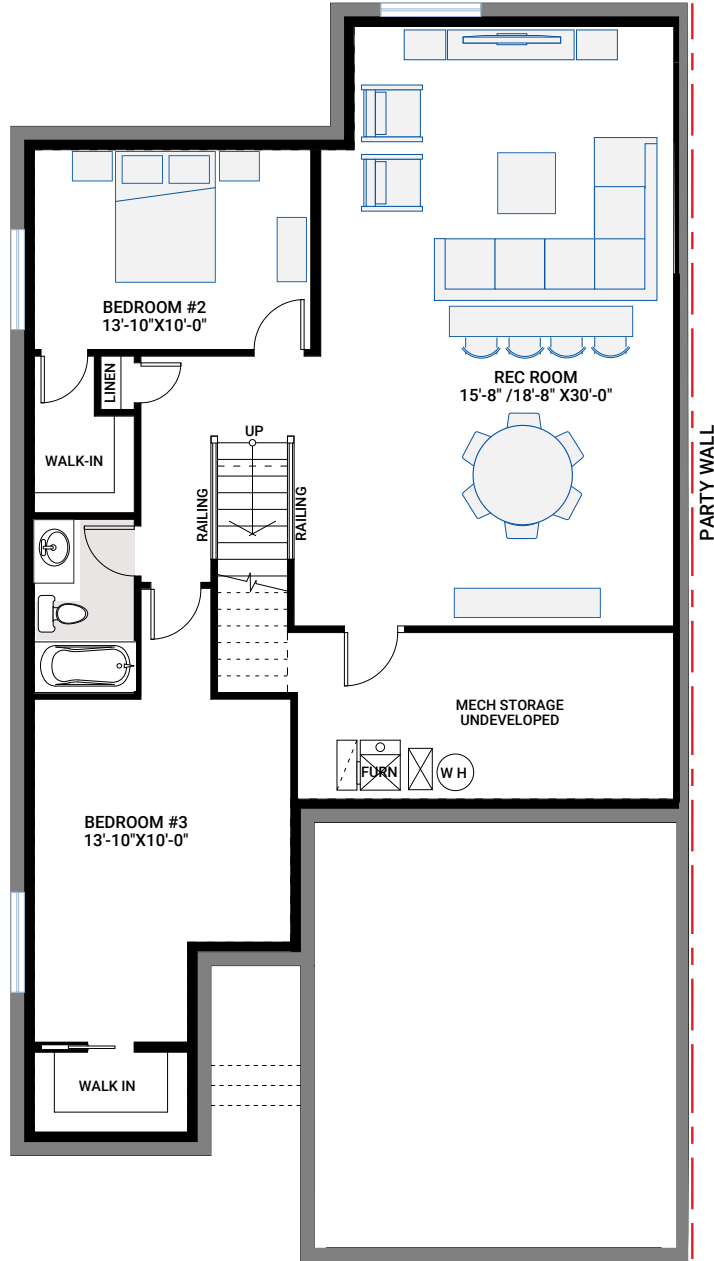 BEDROOM #2
13'-10"X10'-0"
LINEN
REC ROOM
15'-8" /18'-8" X30'-0"
UP
WALK-IN
RAILING
RAILING
PARTY WALL
MECH STORAGE
UNDEVELOPED
FURN
W H
BEDROOM #3
13'-10"X10'-0"
WALK IN